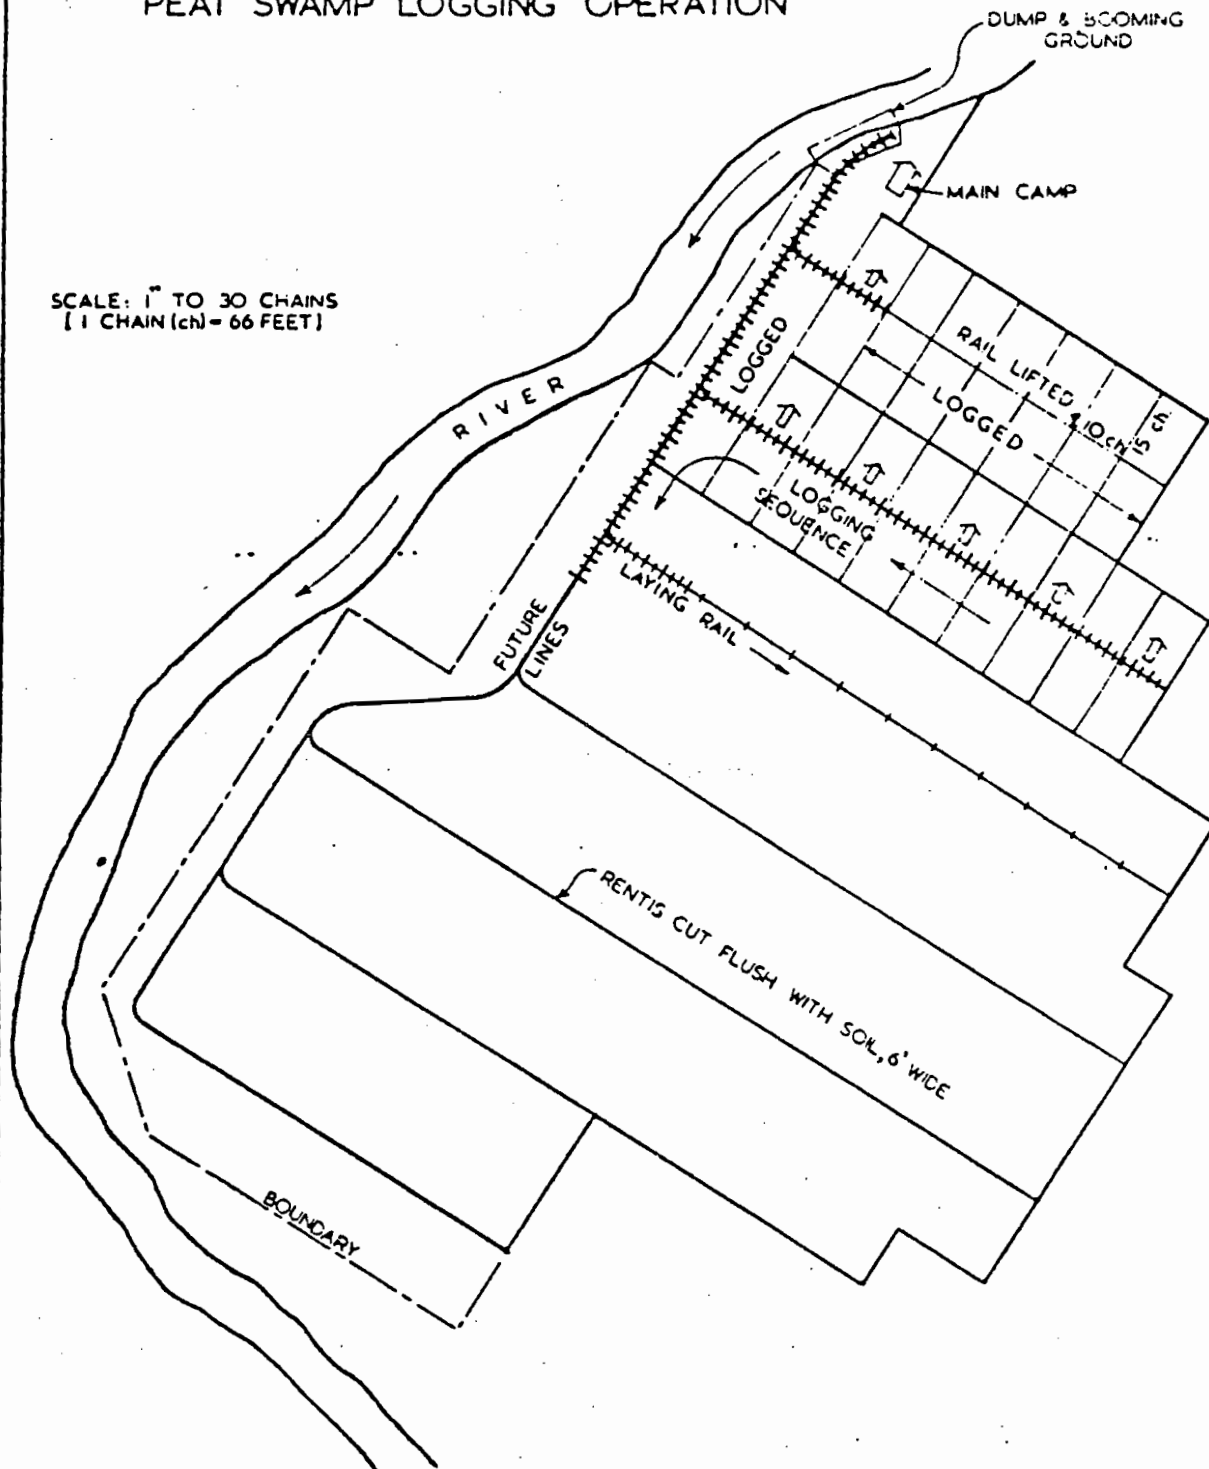 PEAT SWAMP LOGGING OPERATION
DUMP & BOOMING
GROUND
MAIN CAMP
SCALE: 1" TO 30 CHAINS
[1 CHAIN (ch) = 66 FEET]
RIVER
LOGGED
RAIL LIFTED
10 ch
15 ch
LOGGED
LOGGING
SEQUENCE
LAYING RAIL
FUTURE
LINES
RENTIS CUT FLUSH WITH SOIL, 6' WIDE
BOUNDARY